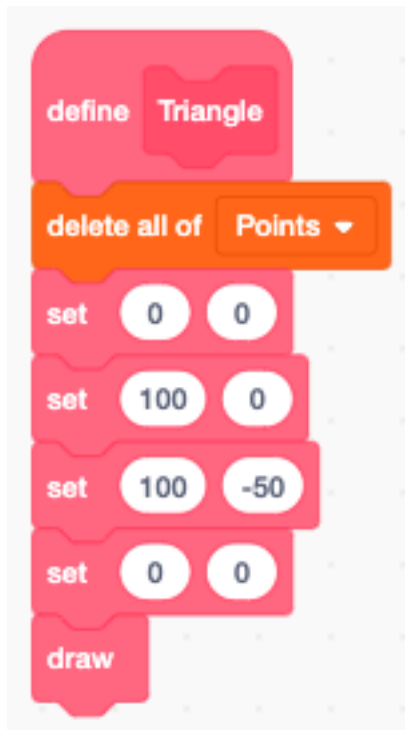 define Triangle
delete all of Points
set 0 0
set 100 0
set 100 -50
set 0 0
draw